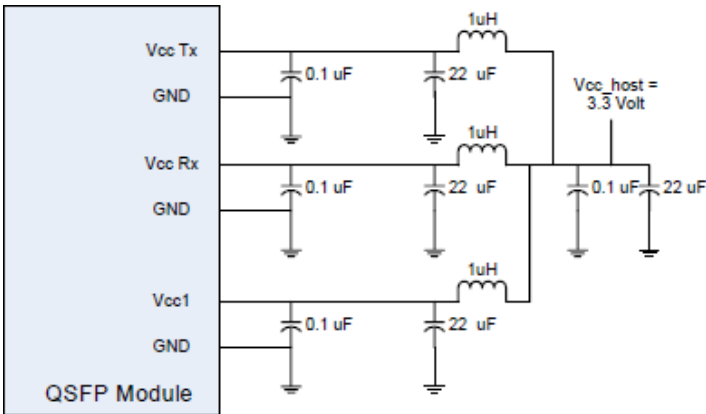 1uH
Vcc Tx
0.1 uF
22 uF
GND
Vcc_host =
3.3 Volt
1uH
Vcc Rx
0.1 uF
22 uF
0.1 uF
22 uF
GND
1uH
Vcc1
0.1 uF
22 uF
GND
QSFP Module